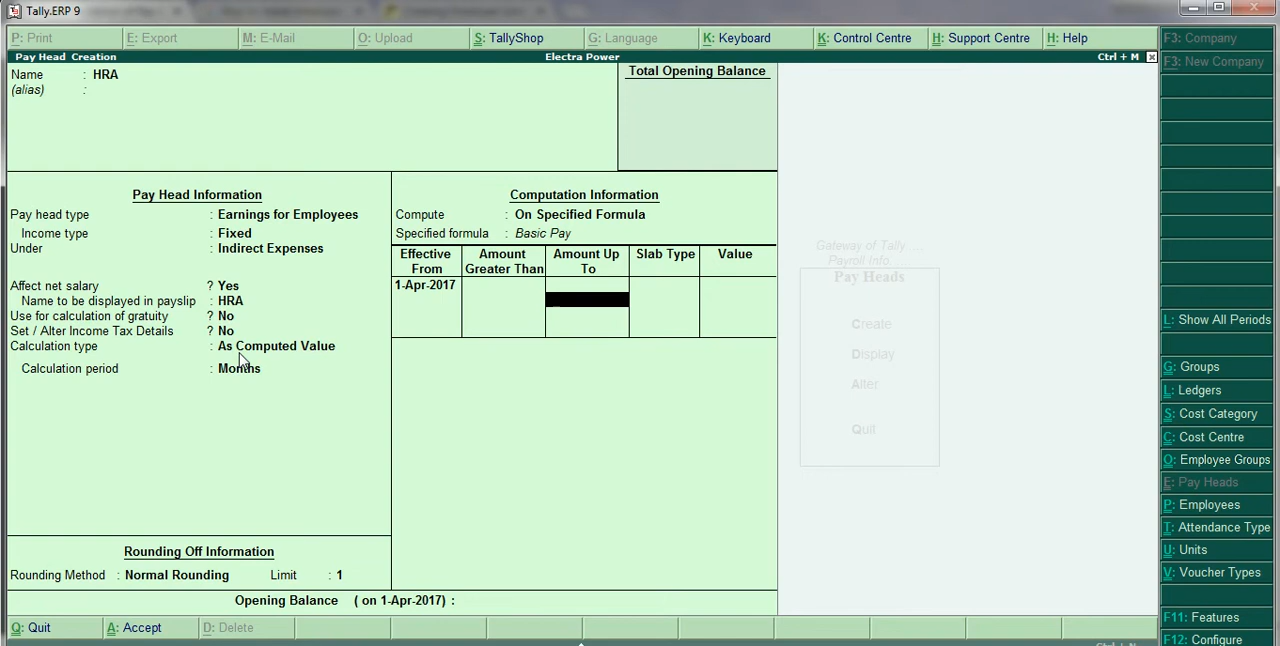 Tally.ERP 9
P: Print E: Export M: E-Mail O: Upload S: TallyShop G: Language K: Keyboard K: Control Centre H: Support Centre H: Help
F3: Company
Pay Head Creation Electra Power Ctrl + M
F3: New Company
Name : HRA
(alias) :
Total Opening Balance
Pay Head Information
Pay head type : Earnings for Employees
Income type : Fixed
Under : Indirect Expenses
Affect net salary ? Yes
Name to be displayed in payslip : HRA
Use for calculation of gratuity ? No
Set / Alter Income Tax Details ? No
Calculation type : As Computed Value
Calculation period : Months
Computation Information
Compute : On Specified Formula
Specified formula : Basic Pay
Effective From Amount Greater Than Amount Up To Slab Type Value
1-Apr-2017
Gateway of Tally ...
Payroll Info.
Pay Heads
Create
Display
Alter
Quit
Rounding Off Information
Rounding Method : Normal Rounding Limit : 1
Opening Balance ( on 1-Apr-2017) :
Q: Quit A: Accept D: Delete
L: Show All Periods
G: Groups
L: Ledgers
S: Cost Category
C: Cost Centre
O: Employee Groups
E: Pay Heads
P: Employees
T: Attendance Type
U: Units
V: Voucher Types
F11: Features
F12: Configure